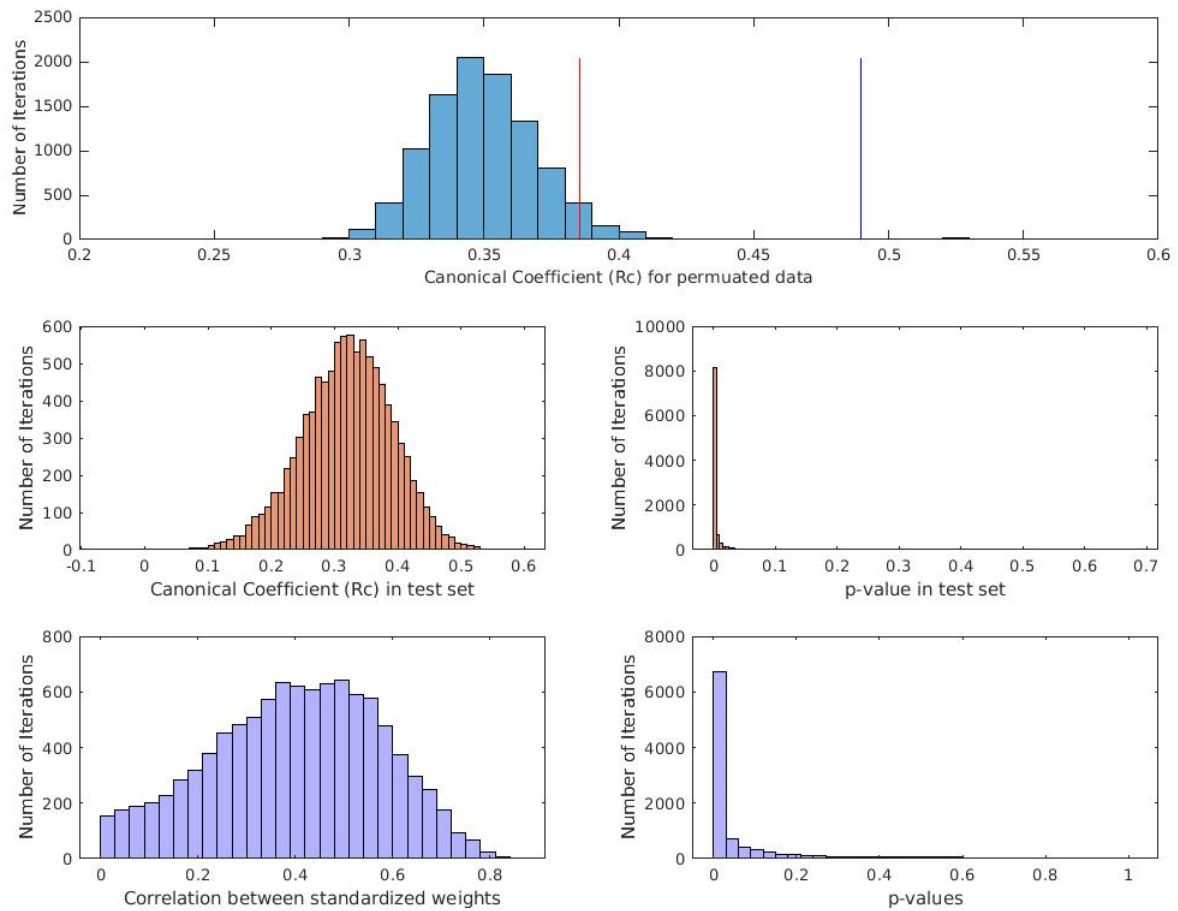 2500
2000
1500
1000
500
0
Number of Iterations
0.2 0.25 0.3 0.35 0.4 0.45 0.5 0.55 0.6
Canonical Coefficient (Rc) for permuated data
600
500
400
300
200
100
0
Number of Iterations
-0.1 0 0.1 0.2 0.3 0.4 0.5 0.6
Canonical Coefficient (Rc) in test set
10000
8000
6000
4000
2000
0
Number of Iterations
0 0.1 0.2 0.3 0.4 0.5 0.6 0.7
p-value in test set
800
600
400
200
0
Number of Iterations
0 0.2 0.4 0.6 0.8
Correlation between standardized weights
8000
6000
4000
2000
0
Number of Iterations
0 0.2 0.4 0.6 0.8 1
p-values